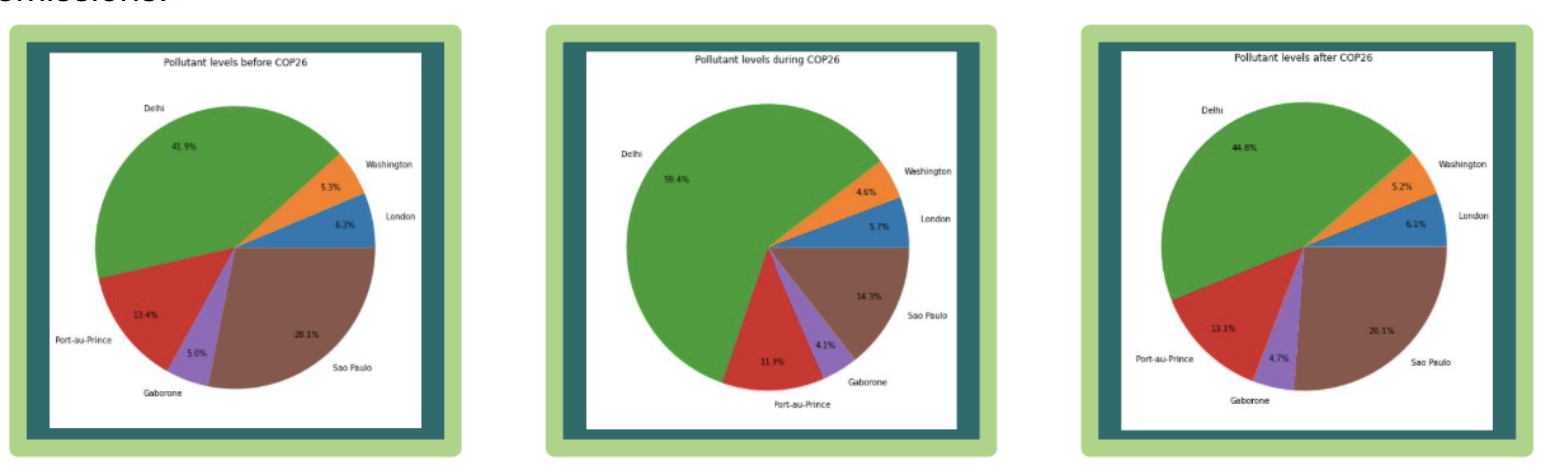 omissions.
Pollutant levels before COP26
Delhi
41.9%
Washington
5.3%
London
6.3%
13.4%
Port-au-Prince
5.0%
Gaborone
28.1%
Sao Paulo
Pollutant levels during COP26
Delhi
59.4%
Washington
4.6%
London
5.7%
14.3%
Sao Paulo
4.1%
Gaborone
11.9%
Port-au-Prince
Pollutant levels after COP26
Delhi
44.8%
Washington
5.2%
London
6.1%
13.1%
Port-au-Prince
4.7%
Gaborone
26.1%
Sao Paulo